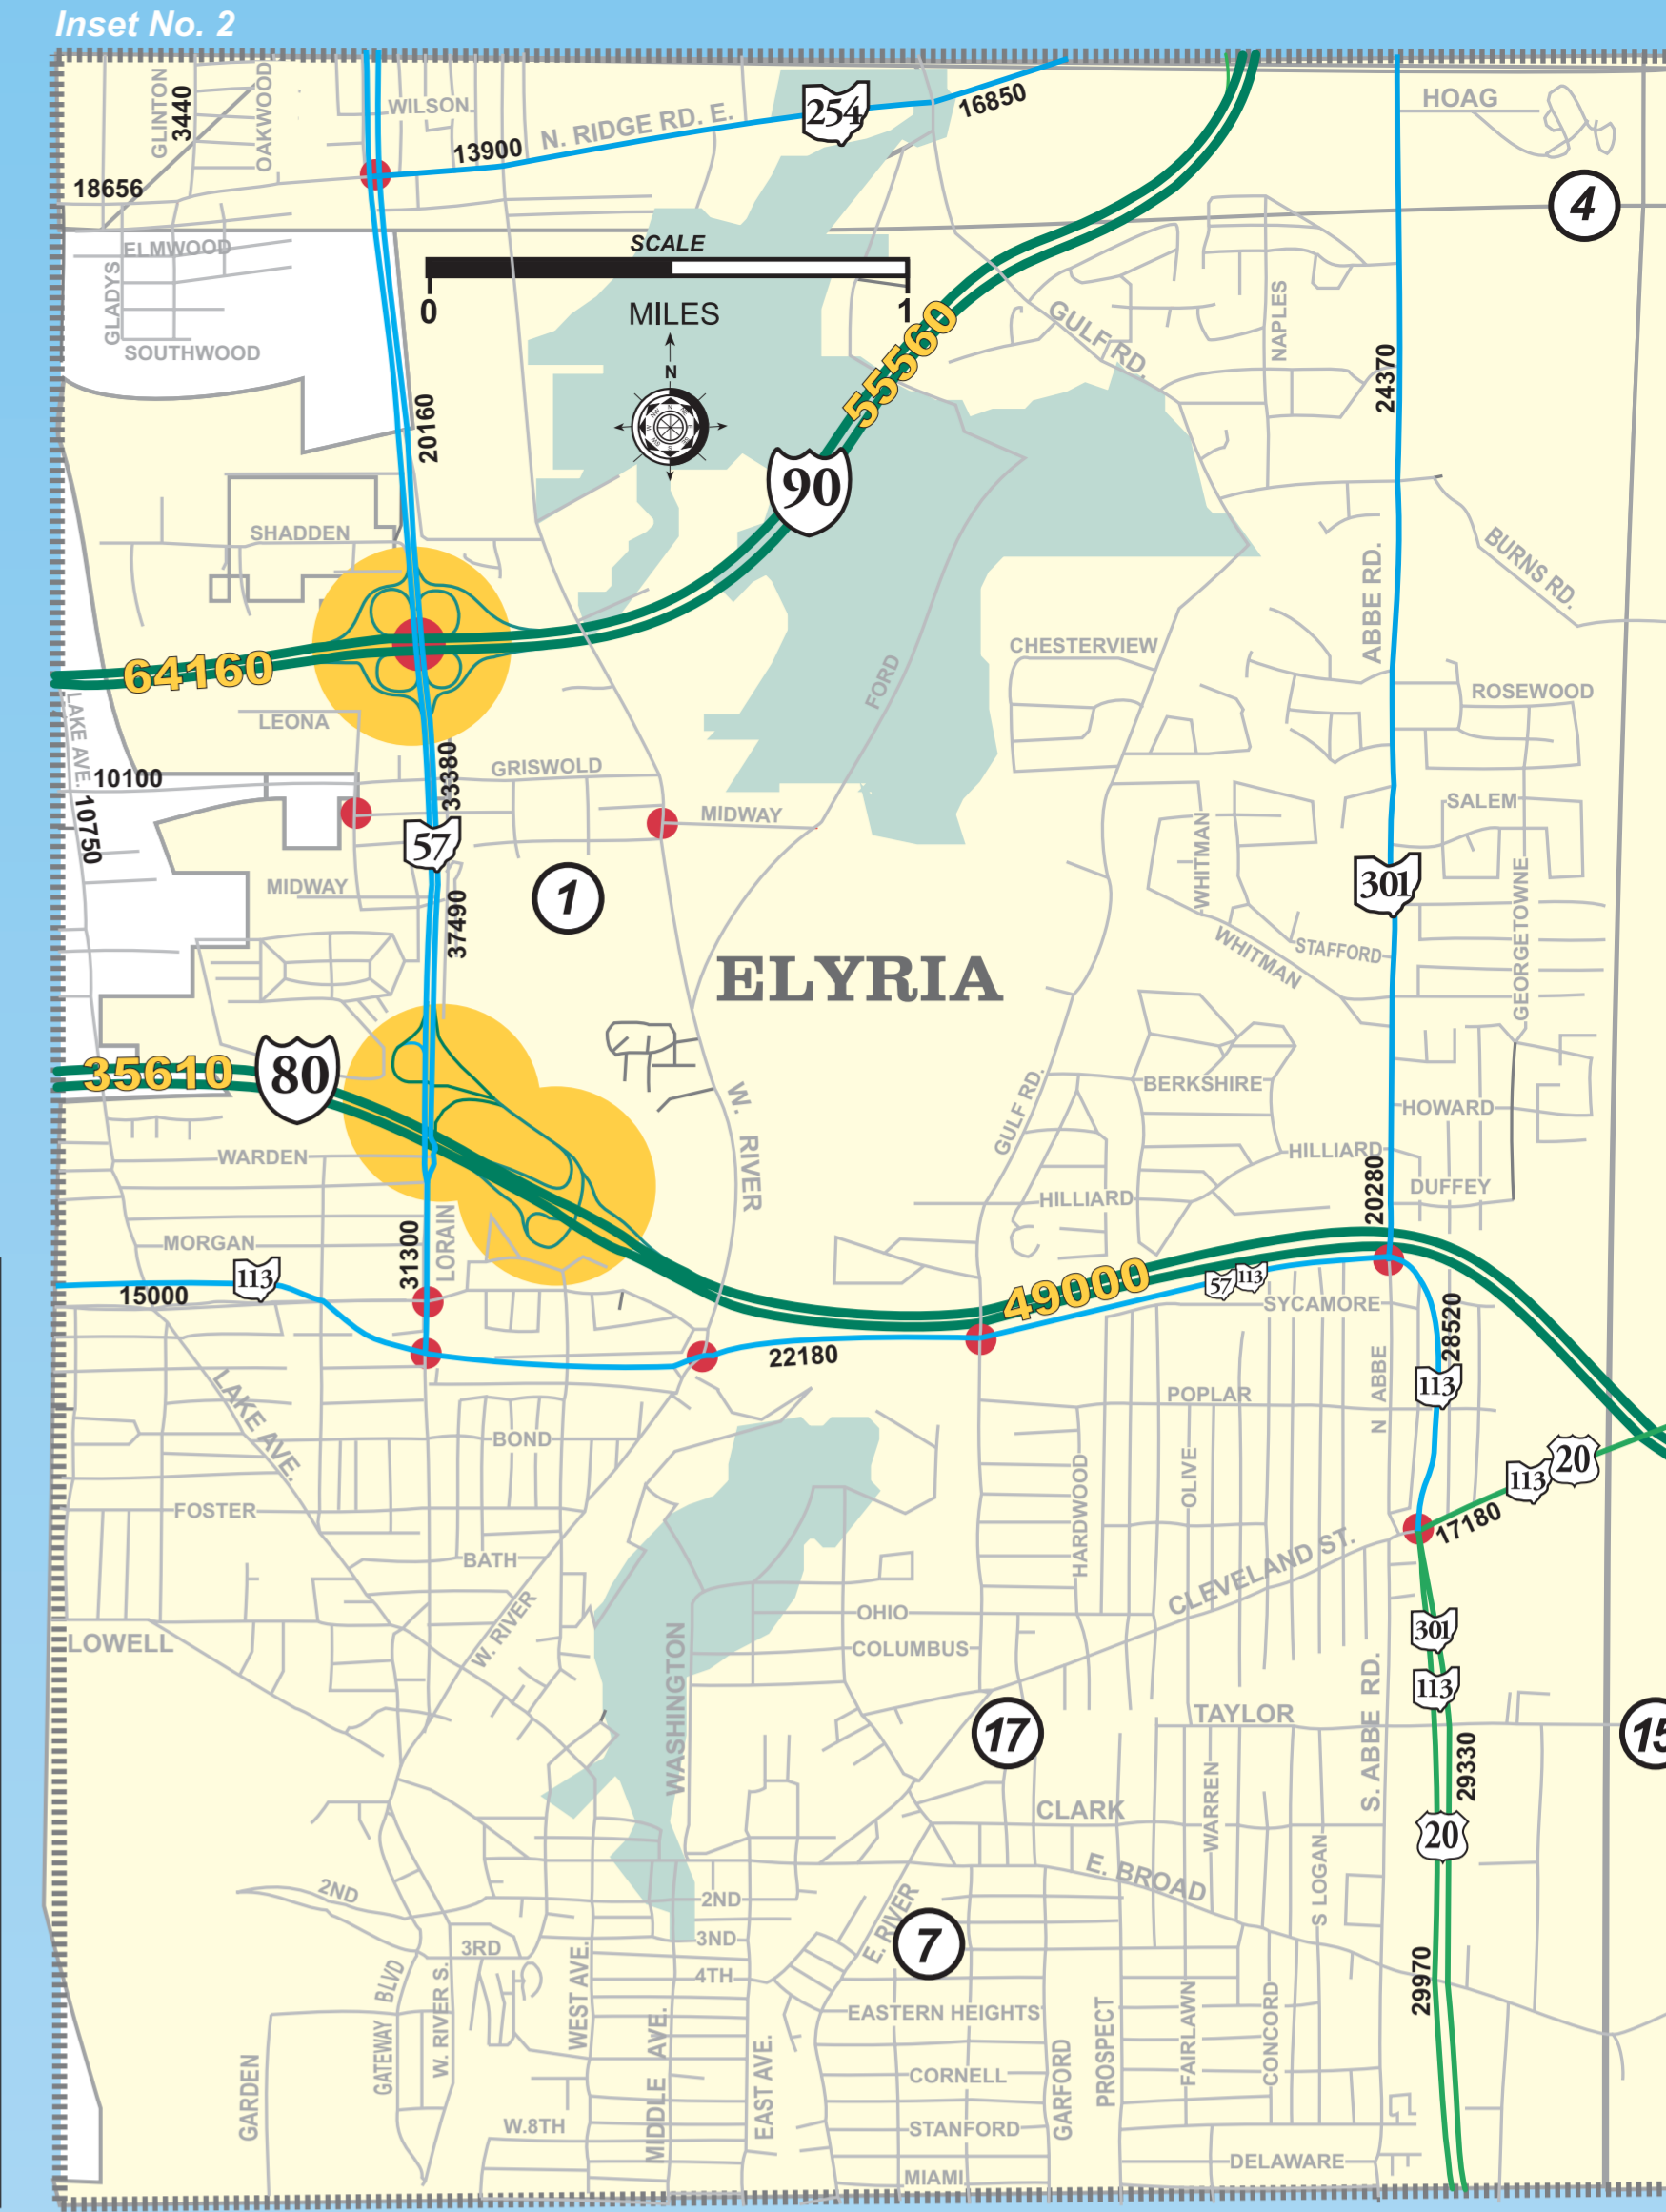 Inset No. 2
GLINTON
3440
OAKWOOD
WILSON.
N. RIDGE RD. E.
254
16850
HOAG
13900
18656
4
ELMWOOD
GLADYS
SOUTHWOOD
SCALE
0
1
MILES
N
55560
GULF RD.
NAPLES
24370
20160
90
SHADDEN
ABBE RD.
BURNS RD.
64160
CHESTERVIEW
FORD
ROSEWOOD
LAKE AVE.
LEONA
10100
33380
GRISWOLD
MIDWAY
SALEM
10750
57
WHITMAN
301
MIDWAY
1
37490
GEORGETOWNE
WHITMAN
STAFFORD
ELYRIA
35610
80
W. RIVER
GULF RD.
BERKSHIRE
HOWARD
WARDEN
HILLIARD
20280
DUFFEY
HILLIARD
MORGAN
31300
LORAIN
113
15000
49000
57
113
SYCAMORE
28520
22180
N ABBE
113
LAKE AVE.
POPLAR
BOND
HARDWOOD
OLIVE
20
113
FOSTER
17180
BATH
CLEVELAND ST.
W. RIVER
OHIO
301
LOWELL
COLUMBUS
WASHINGTON
S. ABBE RD.
113
17
TAYLOR
15
29330
WARREN
CLARK
20
S LOGAN
E. BROAD
2ND
2ND
E. RIVER
3RD
3ND
7
4TH
GATEWAY BLVD
W. RIVER S.
WEST AVE.
29970
EASTERN HEIGHTS
MIDDLE AVE.
EAST AVE.
GARFORD
PROSPECT
FAIRLAWN
CONCORD
GARDEN
CORNELL
W.8TH
STANFORD
DELAWARE
MIAMI